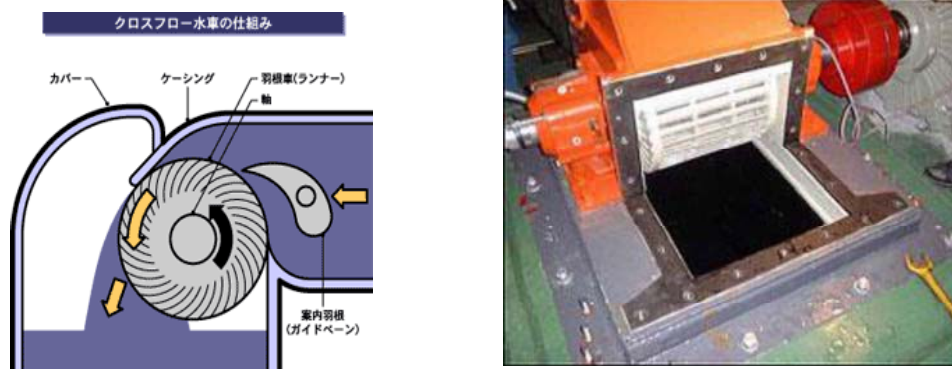 クロスフロー水車の仕組み
カバー
ケーシング
羽根車(ランナー)
軸
案内羽根
(ガイドベーン)